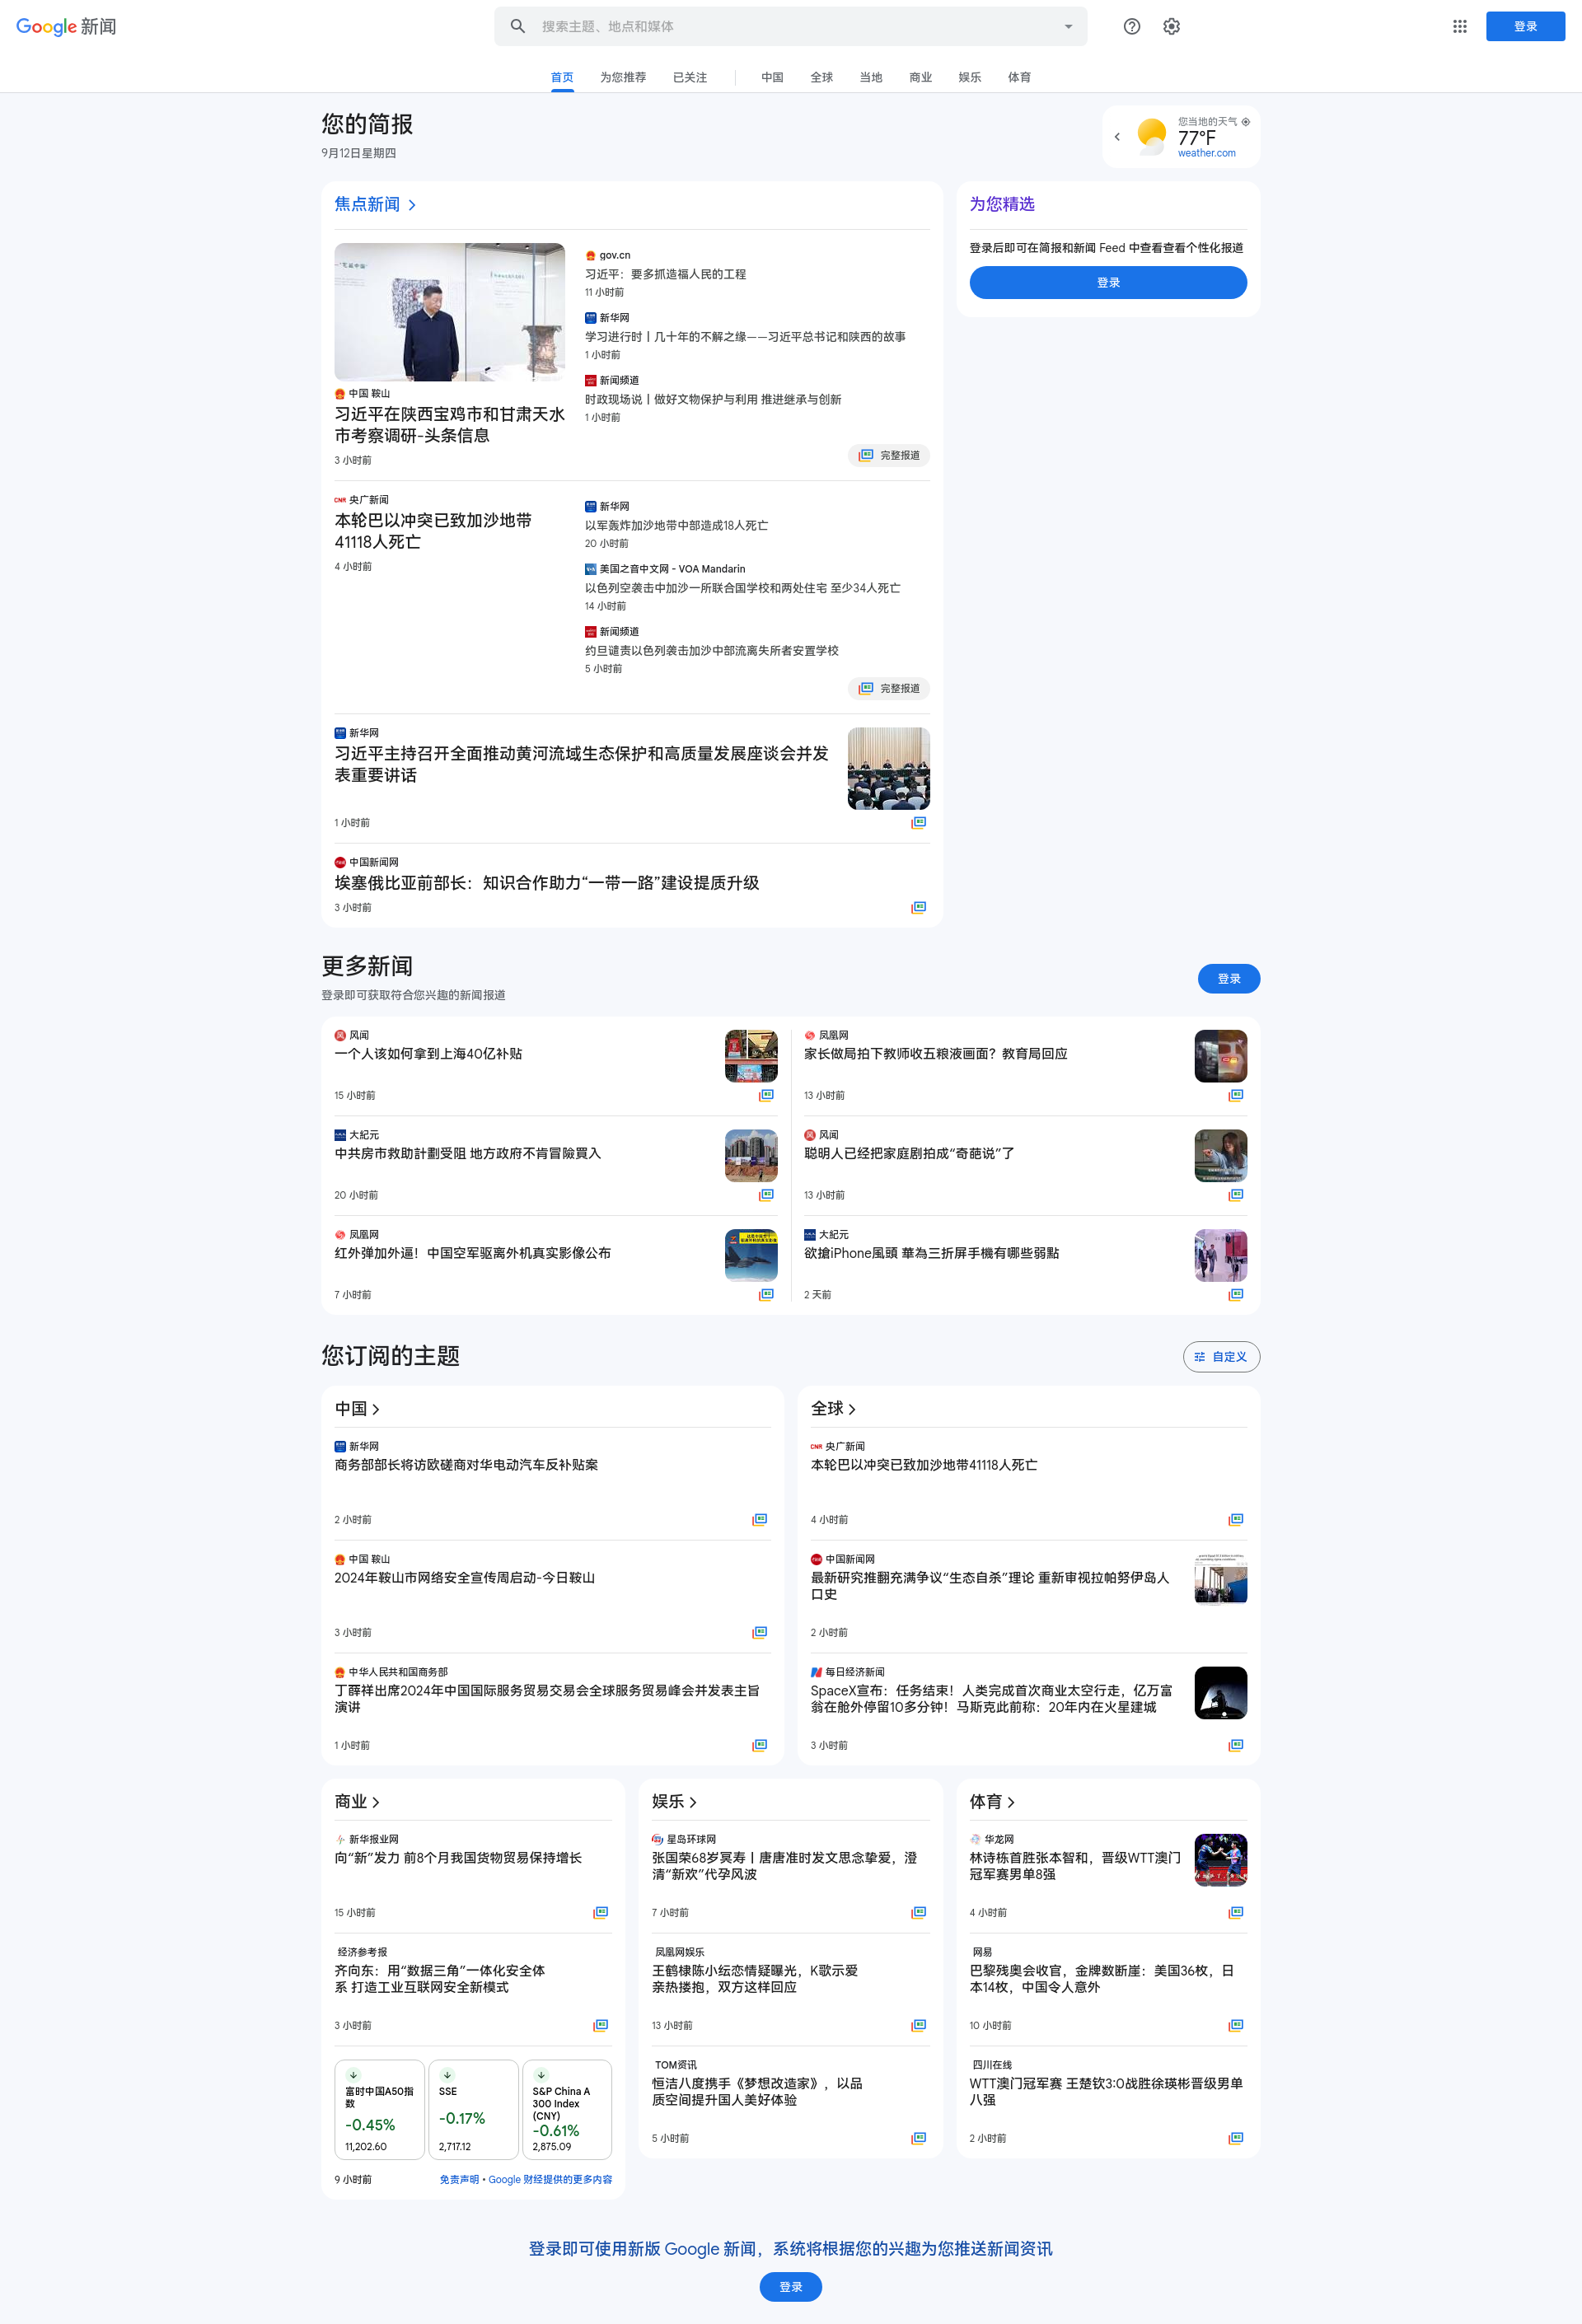 Google 新闻
搜索主题、地点和媒体
登录
首页
为您推荐
已关注
中国
全球
当地
商业
娱乐
体育
您的简报
9月12日星期四
您当地的天气
77°F
weather.com
焦点新闻
中国 鞍山
习近平在陕西宝鸡市和甘肃天水
市考察调研-头条信息
3 小时前
gov.cn
习近平：要多抓造福人民的工程
11 小时前
新华网
学习进行时丨几十年的不解之缘——习近平总书记和陕西的故事
1 小时前
新闻频道
时政现场说丨做好文物保护与利用 推进继承与创新
1 小时前
完整报道
为您精选
登录后即可在简报和新闻 Feed 中查看查看个性化报道
登录
央广新闻
本轮巴以冲突已致加沙地带
41118人死亡
4 小时前
新华网
以军轰炸加沙地带中部造成18人死亡
20 小时前
美国之音中文网 - VOA Mandarin
以色列空袭击中加沙一所联合国学校和两处住宅 至少34人死亡
14 小时前
新闻频道
约旦谴责以色列袭击加沙中部流离失所者安置学校
5 小时前
完整报道
新华网
习近平主持召开全面推动黄河流域生态保护和高质量发展座谈会并发
表重要讲话
1 小时前
中国新闻网
埃塞俄比亚前部长：知识合作助力“一带一路”建设提质升级
3 小时前
更多新闻
登录即可获取符合您兴趣的新闻报道
登录
风闻
一个人该如何拿到上海40亿补贴
15 小时前
凤凰网
家长做局拍下教师收五粮液画面？教育局回应
13 小时前
大紀元
中共房市救助計劃受阻 地方政府不肯冒險買入
20 小时前
风闻
聪明人已经把家庭剧拍成“奇葩说”了
13 小时前
凤凰网
红外弹加外逼！中国空军驱离外机真实影像公布
7 小时前
大紀元
欲搶iPhone風頭 華為三折屏手機有哪些弱點
2 天前
您订阅的主题
自定义
中国
新华网
商务部部长将访欧磋商对华电动汽车反补贴案
2 小时前
中国 鞍山
2024年鞍山市网络安全宣传周启动-今日鞍山
3 小时前
中华人民共和国商务部
丁薛祥出席2024年中国国际服务贸易交易会全球服务贸易峰会并发表主旨
演讲
1 小时前
全球
央广新闻
本轮巴以冲突已致加沙地带41118人死亡
4 小时前
中国新闻网
最新研究推翻充满争议“生态自杀”理论 重新审视拉帕努伊岛人
口史
2 小时前
每日经济新闻
SpaceX宣布：任务结束！人类完成首次商业太空行走，亿万富
翁在舱外停留10多分钟！马斯克此前称：20年内在火星建城
3 小时前
商业
新华报业网
向“新”发力 前8个月我国货物贸易保持增长
15 小时前
经济参考报
齐向东：用“数据三角”一体化安全体
系 打造工业互联网安全新模式
3 小时前
富时中国A50指
数
-0.45%
11,202.60
SSE
-0.17%
2,717.12
S&P China A
300 Index
(CNY)
-0.61%
2,875.09
9 小时前
免责声明 • Google 财经提供的更多内容
娱乐
星岛环球网
张国荣68岁冥寿丨唐唐准时发文思念挚爱，澄
清“新欢”代孕风波
7 小时前
凤凰网娱乐
王鹤棣陈小纭恋情疑曝光，K歌示爱
亲热搂抱，双方这样回应
13 小时前
TOM资讯
恒洁八度携手《梦想改造家》，以品
质空间提升国人美好体验
5 小时前
体育
华龙网
林诗栋首胜张本智和，晋级WTT澳门
冠军赛男单8强
4 小时前
网易
巴黎残奥会收官，金牌数断崖：美国36枚，日
本14枚，中国令人意外
10 小时前
四川在线
WTT澳门冠军赛 王楚钦3:0战胜徐瑛彬晋级男单
八强
2 小时前
登录即可使用新版 Google 新闻，系统将根据您的兴趣为您推送新闻资讯
登录